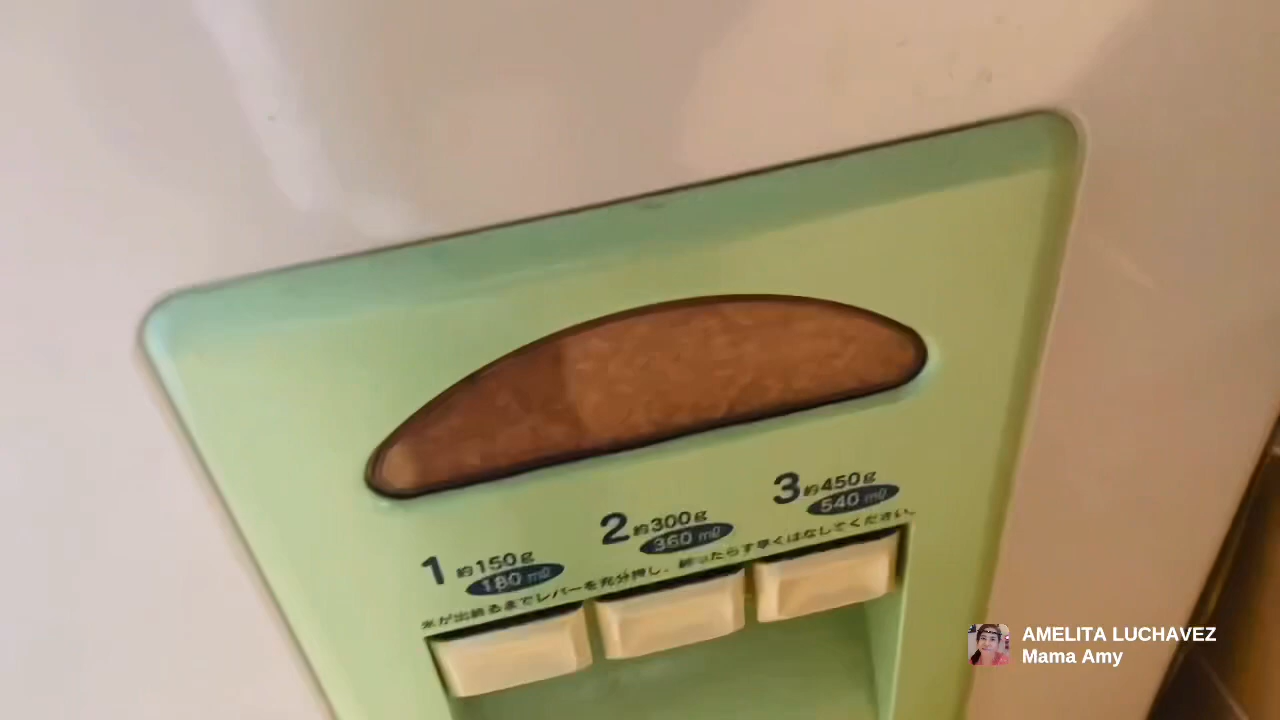 1 約150g
180 mℓ
2 約300g
360 mℓ
3 約450g
540 mℓ
米が出終るまでレバーを充分押し、終ったらす早くはなしてください。
AMELITA LUCHAVEZ
Mama Amy